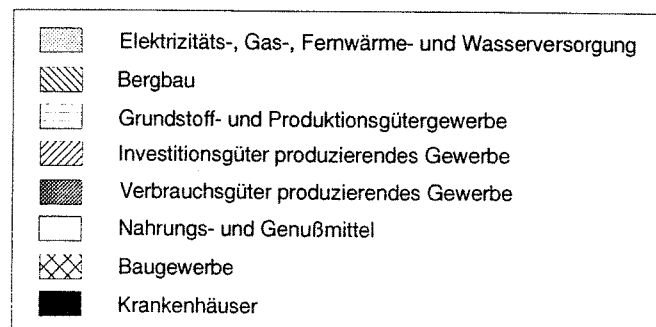 Elektrizitäts-, Gas-, Fernwärme- und Wasserversorgung
Bergbau
Grundstoff- und Produktionsgütergewerbe
Investitionsgüter produzierendes Gewerbe
Verbrauchsgüter produzierendes Gewerbe
Nahrungs- und Genußmittel
Baugewerbe
Krankenhäuser